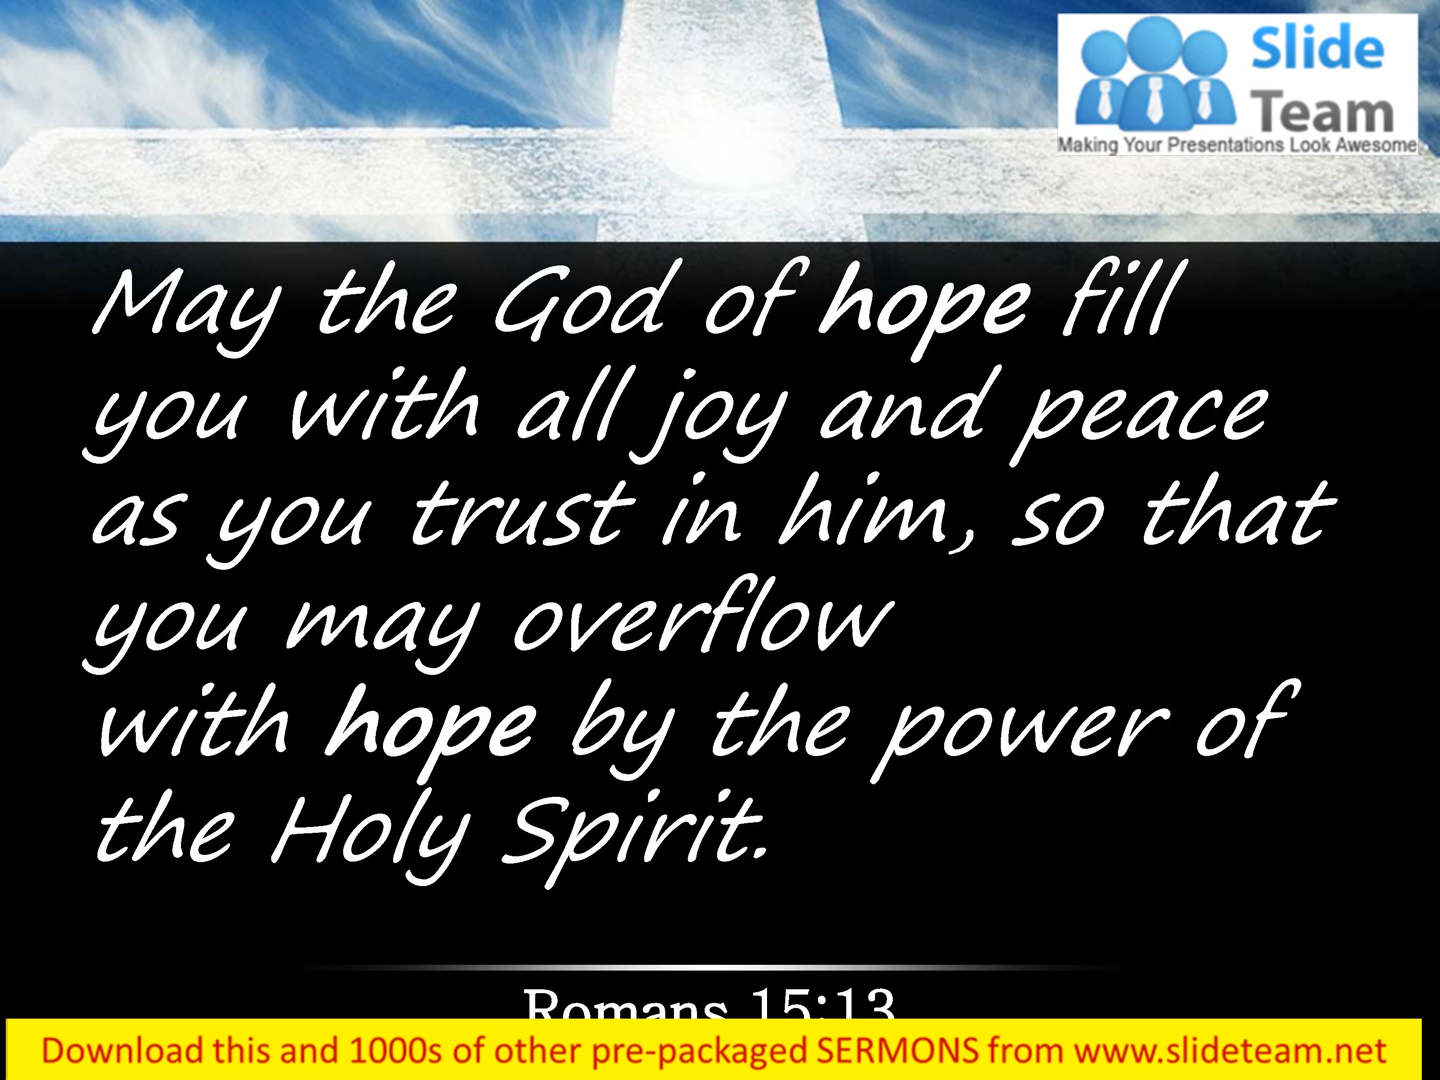 Slide
Team
Making Your Presentations Look Awesome
May the God of hope fill
you with all joy and peace
as you trust in him, so that
you may overflow
with hope by the power of
the Holy Spirit.
Romans 15:13
Download this and 1000s of other pre-packaged SERMONS from www.slideteam.net